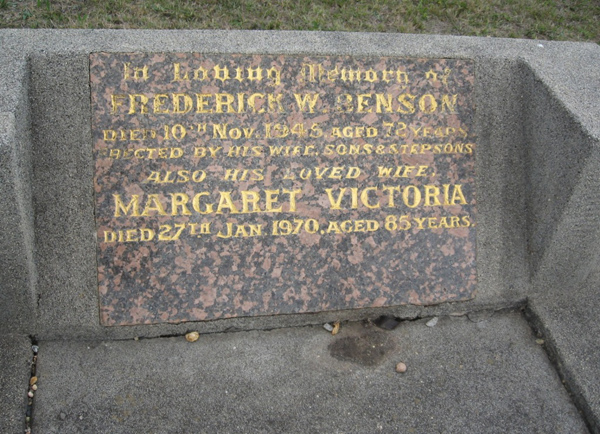 In Loving Memory of
FREDERICK W. BENSON
DIED 10TH NOV. 1945, AGED 72 YEARS
ERECTED BY HIS WIFE, SONS & STEPSONS
ALSO HIS LOVED WIFE,
MARGARET VICTORIA
DIED 27TH JAN 1970, AGED 85 YEARS.